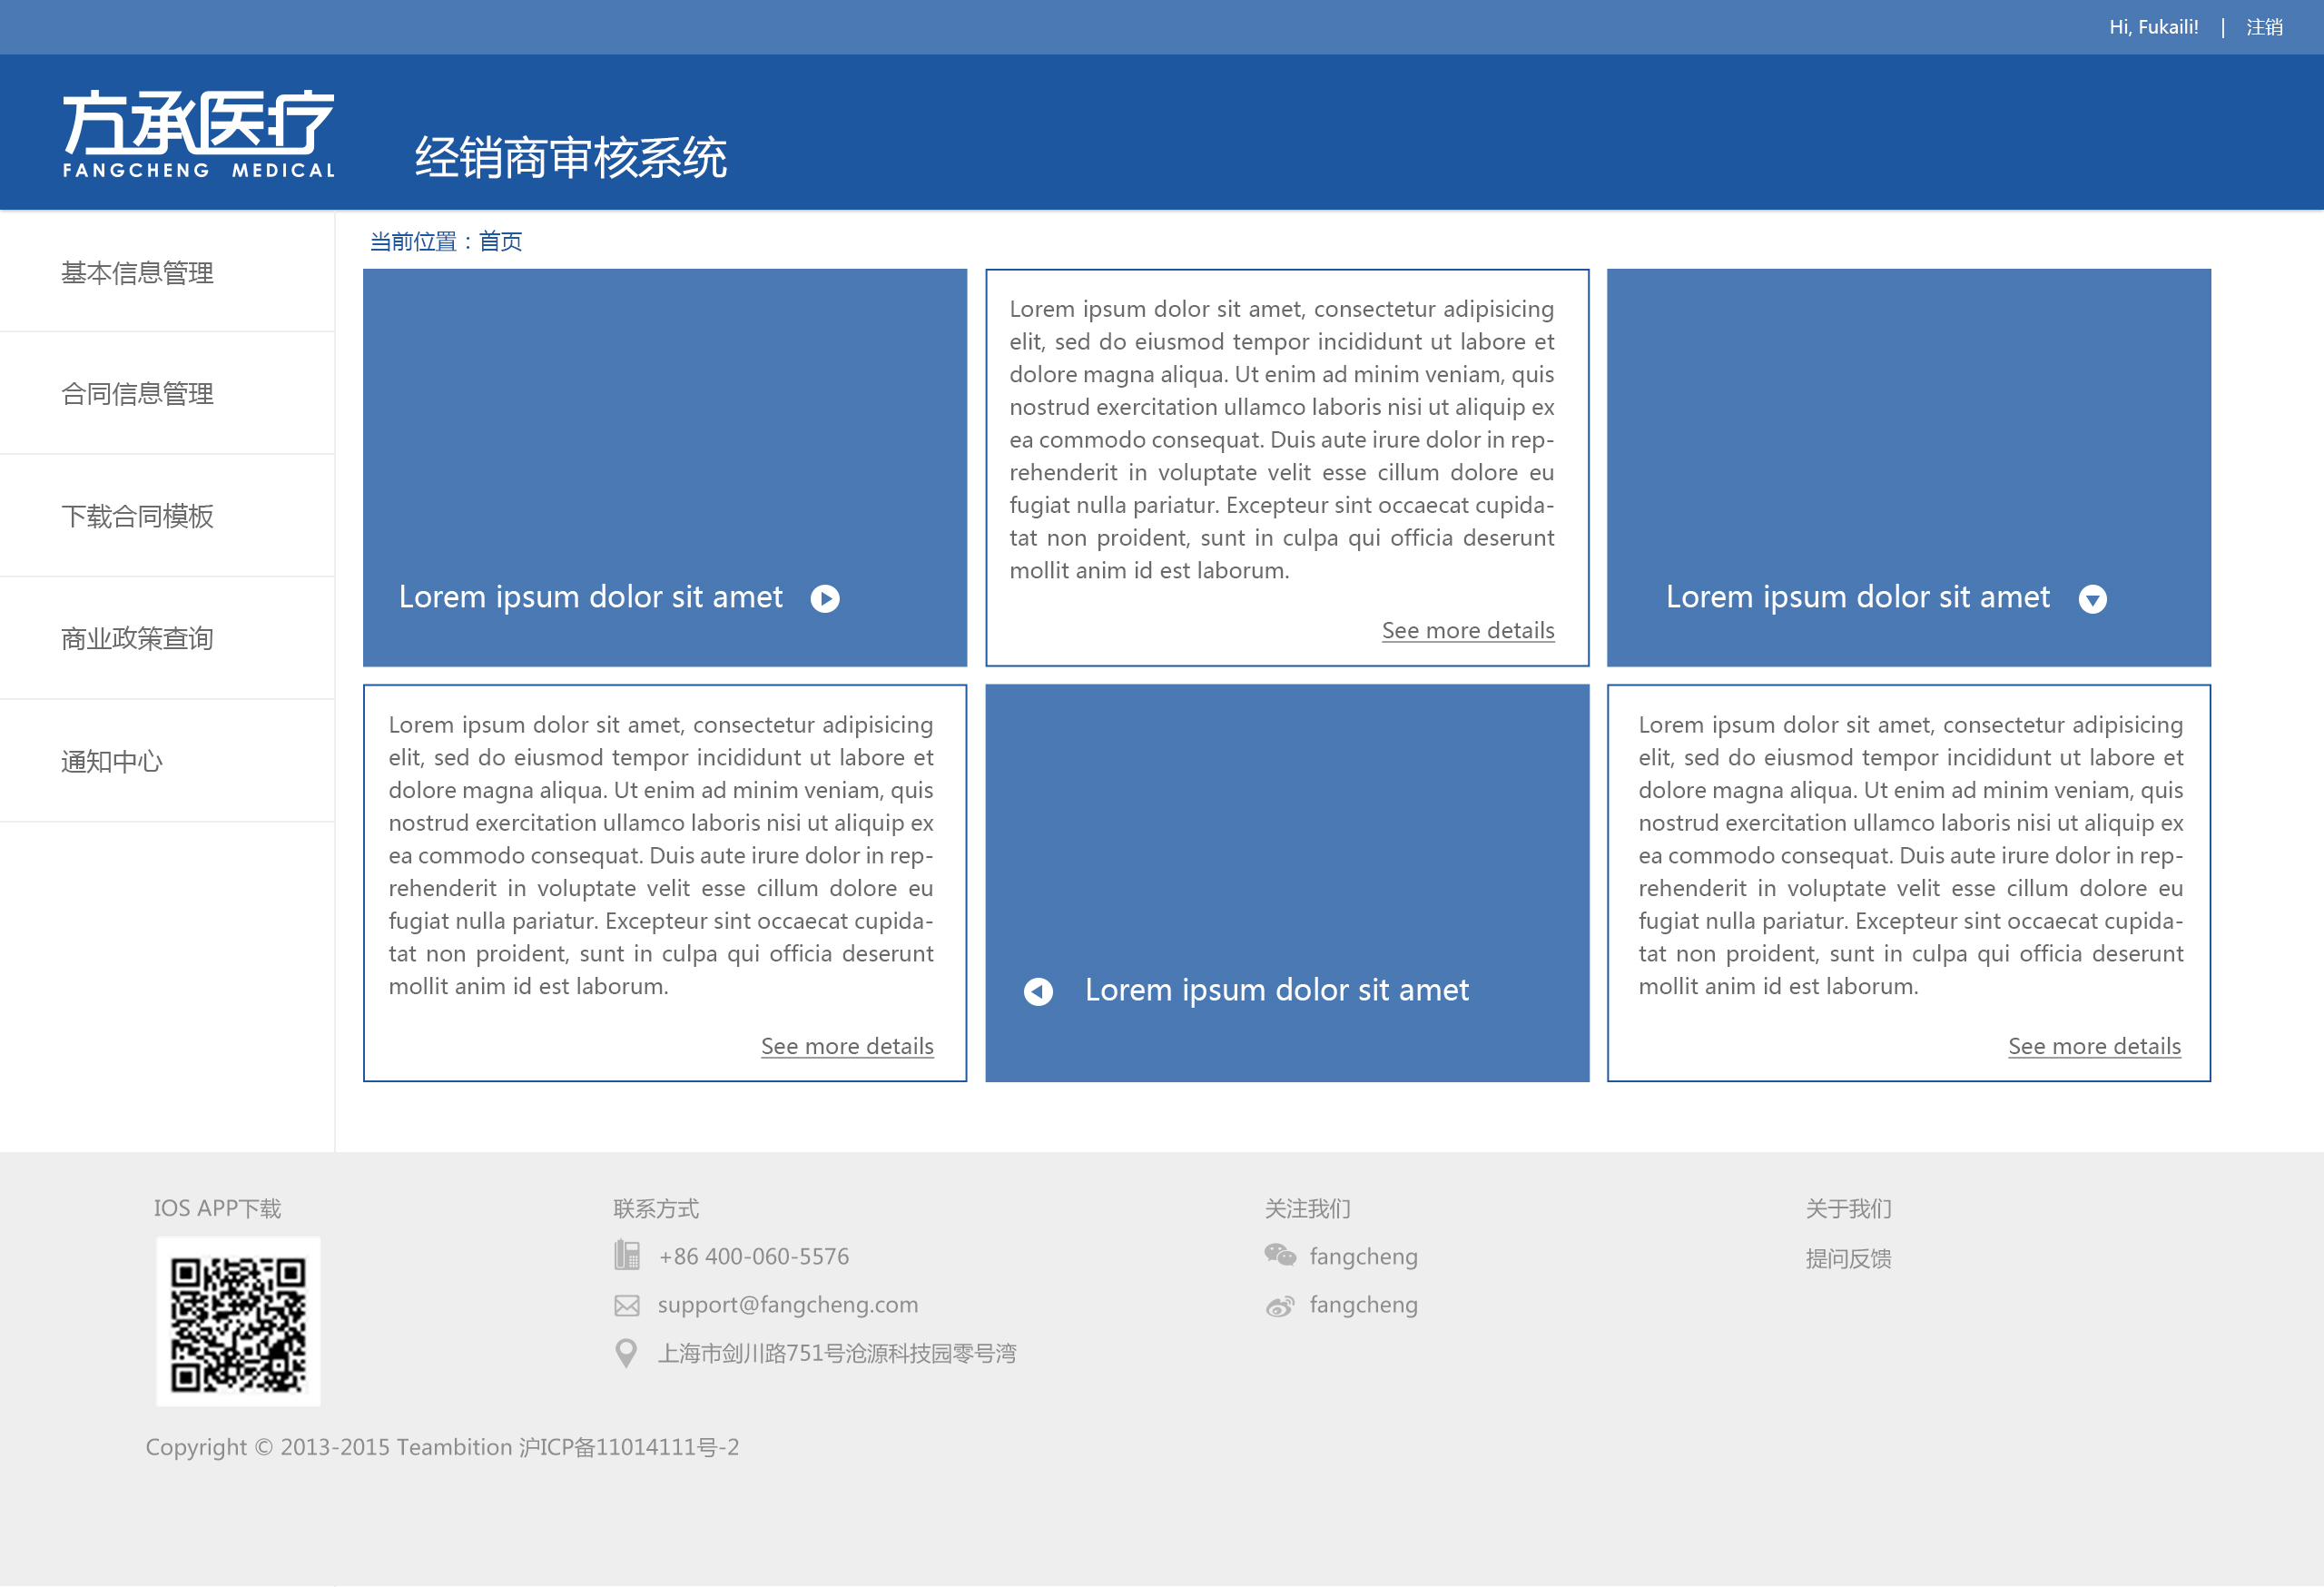 Hi, Fukaili! | 注销
方承医疗
FANGCHENG MEDICAL
经销商审核系统
基本信息管理
合同信息管理
下载合同模板
商业政策查询
通知中心
当前位置：首页
Lorem ipsum dolor sit amet
Lorem ipsum dolor sit amet, consectetur adipisicing
elit, sed do eiusmod tempor incididunt ut labore et
dolore magna aliqua. Ut enim ad minim veniam, quis
nostrud exercitation ullamco laboris nisi ut aliquip ex
ea commodo consequat. Duis aute irure dolor in rep-
rehenderit in voluptate velit esse cillum dolore eu
fugiat nulla pariatur. Excepteur sint occaecat cupida-
tat non proident, sunt in culpa qui officia deserunt
mollit anim id est laborum.
See more details
Lorem ipsum dolor sit amet
Lorem ipsum dolor sit amet, consectetur adipisicing
elit, sed do eiusmod tempor incididunt ut labore et
dolore magna aliqua. Ut enim ad minim veniam, quis
nostrud exercitation ullamco laboris nisi ut aliquip ex
ea commodo consequat. Duis aute irure dolor in rep-
rehenderit in voluptate velit esse cillum dolore eu
fugiat nulla pariatur. Excepteur sint occaecat cupida-
tat non proident, sunt in culpa qui officia deserunt
mollit anim id est laborum.
See more details
Lorem ipsum dolor sit amet
Lorem ipsum dolor sit amet, consectetur adipisicing
elit, sed do eiusmod tempor incididunt ut labore et
dolore magna aliqua. Ut enim ad minim veniam, quis
nostrud exercitation ullamco laboris nisi ut aliquip ex
ea commodo consequat. Duis aute irure dolor in rep-
rehenderit in voluptate velit esse cillum dolore eu
fugiat nulla pariatur. Excepteur sint occaecat cupida-
tat non proident, sunt in culpa qui officia deserunt
mollit anim id est laborum.
See more details
IOS APP下载
联系方式
+86 400-060-5576
support@fangcheng.com
上海市剑川路751号沧源科技园零号湾
关注我们
fangcheng
fangcheng
关于我们
提问反馈
Copyright © 2013-2015 Teambition 沪ICP备11014111号-2